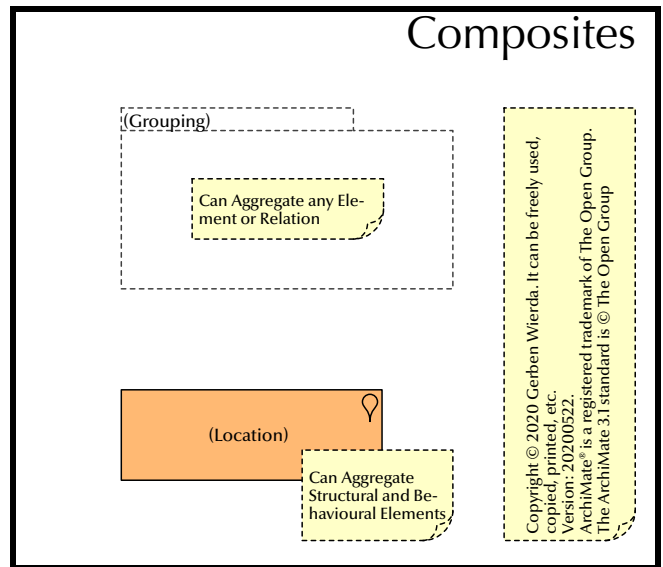 Composites
(Grouping)
Can Aggregate any Ele-
ment or Relation
(Location)
Can Aggregate
Structural and Be-
havioural Elements
Copyright © 2020 Gerben Wierda. It can be freely used,
copied, printed, etc.
Version: 20200522.
ArchiMate® is a registered trademark of The Open Group.
The ArchiMate 3.1 standard is © The Open Group